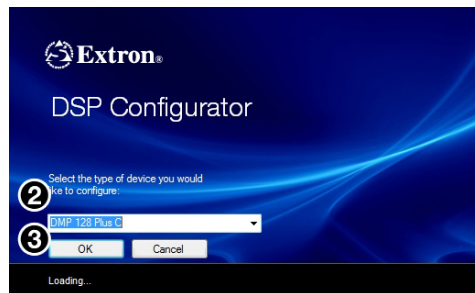 Extron®
DSP Configurator
Select the type of device you would
like to configure:
2
DMP 128 Plus C
3
OK
Cancel
Loading...